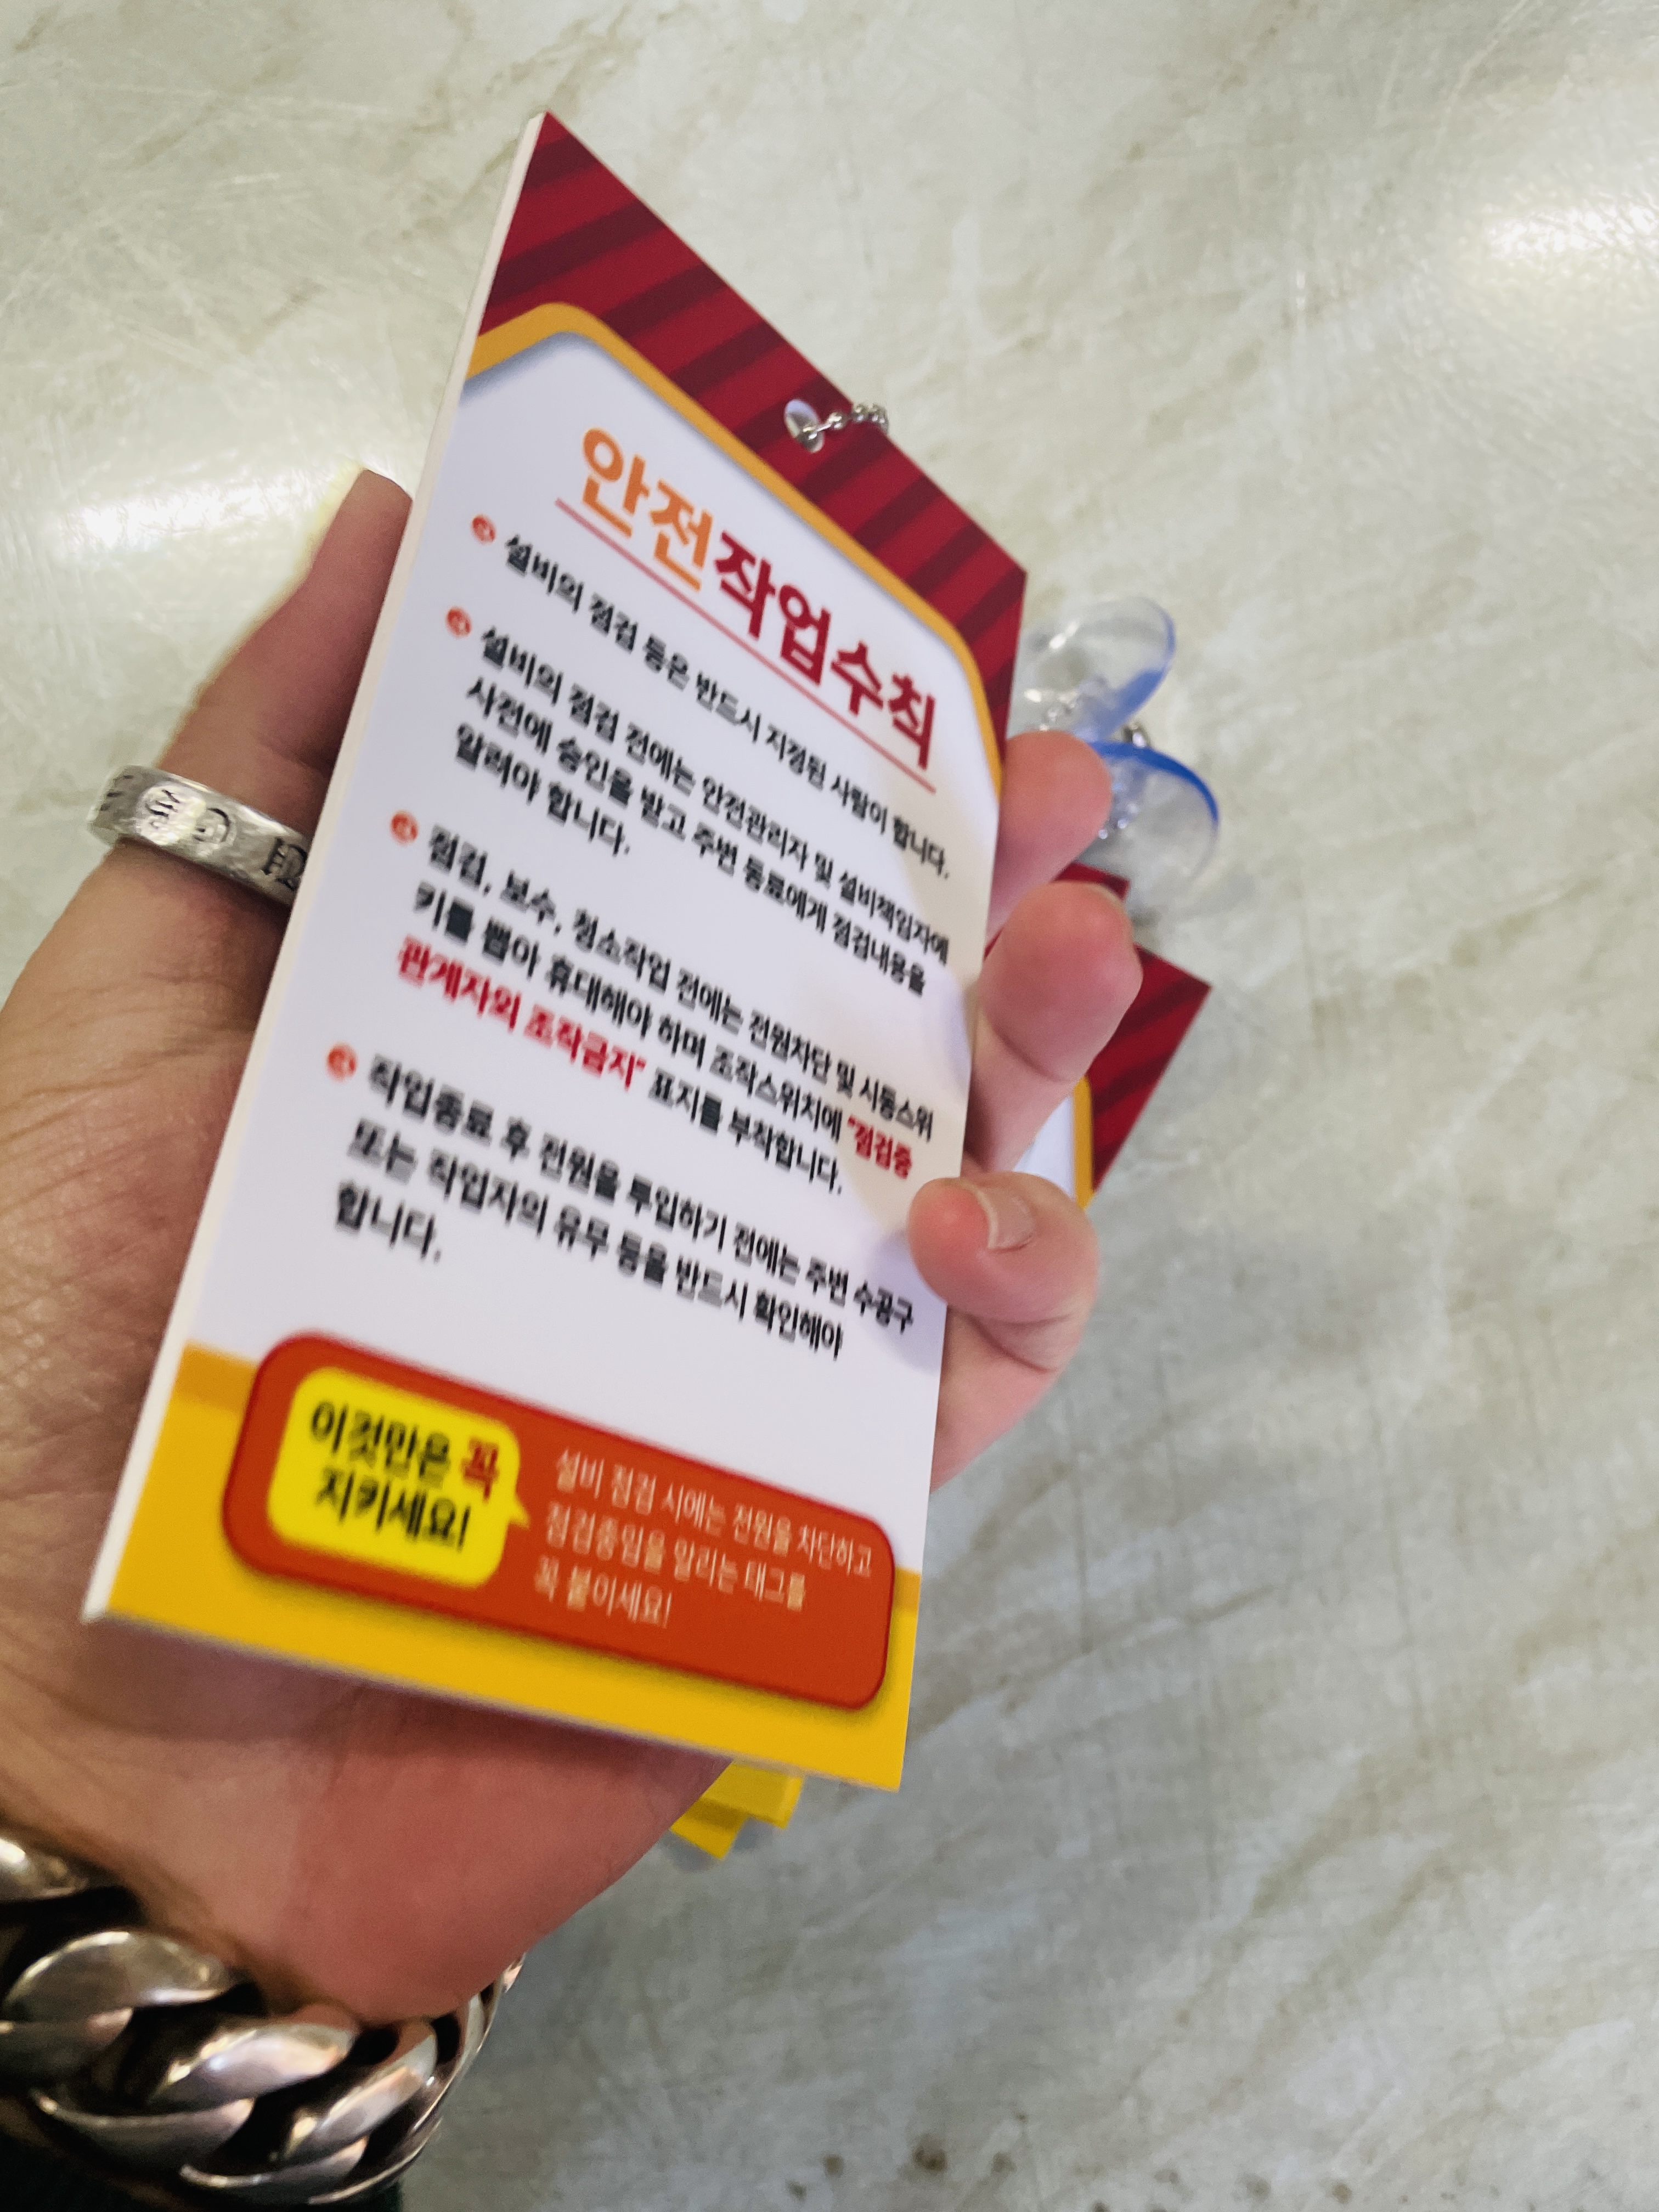 안전작업수칙
설비의 점검 등은 반드시 지정된 사람이 합니다.
설비의 점검 전에는 안전관리자 및 설비책임자에
사전에 승인을 받고 주변 동료에게 점검내용을
알려야 합니다.
점검, 보수, 청소작업 전에는 전원차단 및 시동스위
키를 뽑아 휴대해야 하며 조작스위치에 "점검중
관계자외 조작금지" 표지를 부착합니다.
작업종료 후 전원을 투입하기 전에는 주변 수공구
또는 작업자의 유무 등을 반드시 확인해야
합니다.
이것만은 꼭
지키세요!
설비 점검 시에는 전원을 차단하고
점검중임을 알리는 태그를
꼭 붙이세요!